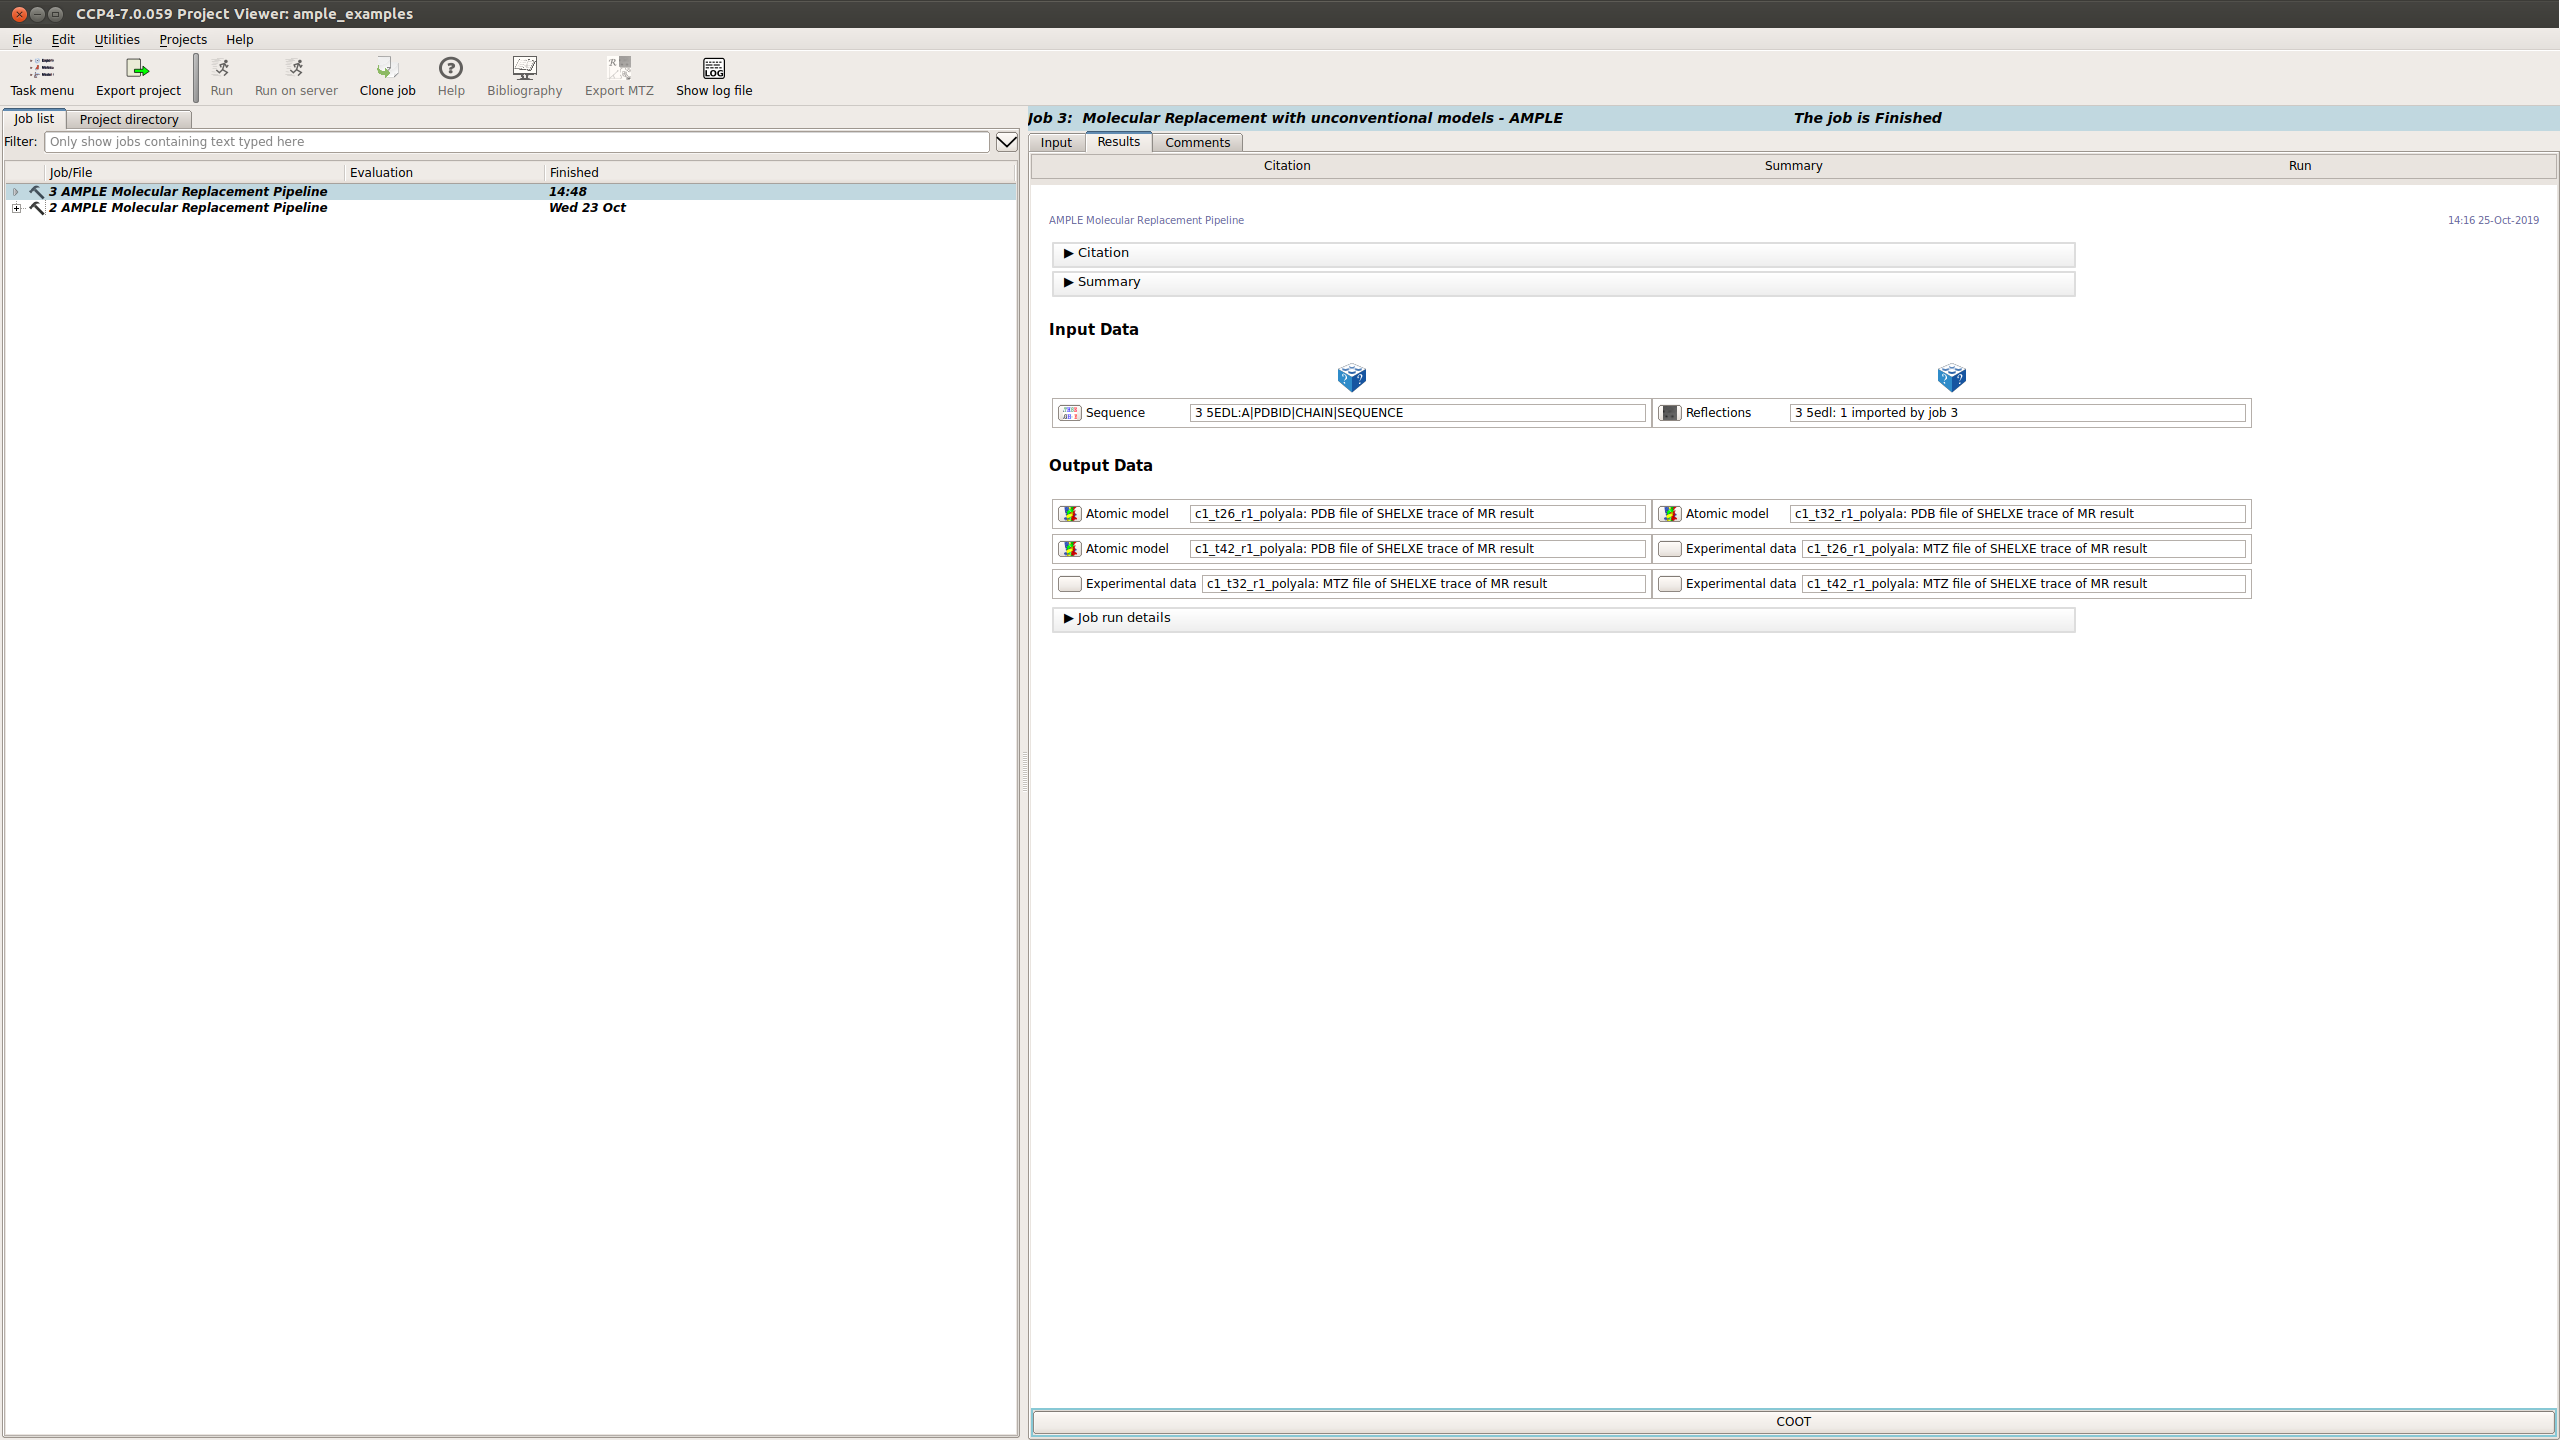 CCP4-7.0.059 Project Viewer: ample_examples
File Edit Utilities Projects Help
Task menu Export project Run Run on server Clone job Help Bibliography Export MTZ Show log file
Job list Project directory
Filter: Only show jobs containing text typed here
Job/File Evaluation Finished
3 AMPLE Molecular Replacement Pipeline 14:48
2 AMPLE Molecular Replacement Pipeline Wed 23 Oct
Job 3: Molecular Replacement with unconventional models - AMPLE The job is Finished
Input Results Comments
Citation Summary Run
AMPLE Molecular Replacement Pipeline 14:16 25-Oct-2019
▶ Citation
▶ Summary
Input Data
Sequence 3 5EDL:A|PDBID|CHAIN|SEQUENCE Reflections 3 5edl: 1 imported by job 3
Output Data
Atomic model c1_t26_r1_polyala: PDB file of SHELXE trace of MR result Atomic model c1_t32_r1_polyala: PDB file of SHELXE trace of MR result
Atomic model c1_t42_r1_polyala: PDB file of SHELXE trace of MR result Experimental data c1_t26_r1_polyala: MTZ file of SHELXE trace of MR result
Experimental data c1_t32_r1_polyala: MTZ file of SHELXE trace of MR result Experimental data c1_t42_r1_polyala: MTZ file of SHELXE trace of MR result
▶ Job run details
COOT